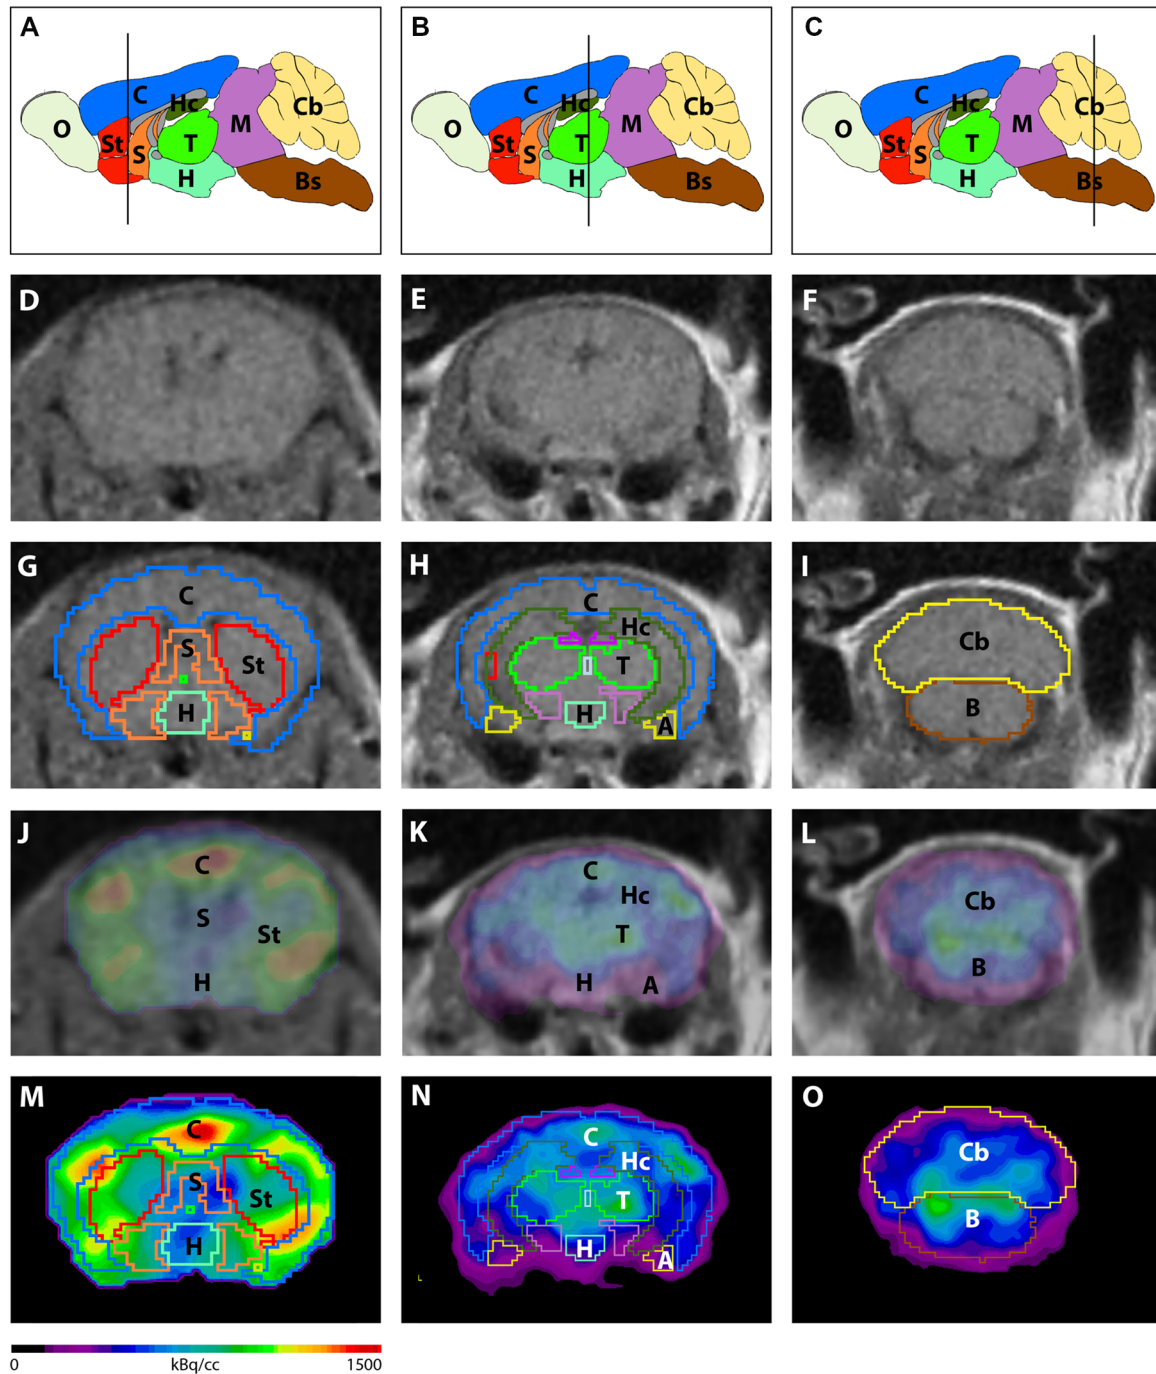 A B C
C Hc Cb O M St S T H Bs
C Hc Cb O M St S T H Bs
C Hc Cb O M St S T H Bs
D E F
G H I
C S St H
C Hc T H A
Cb B
J K L
C S St H
C Hc T H A
Cb B
M N O
C S St H
C Hc T H A
Cb B
L
0 kBq/cc 1500